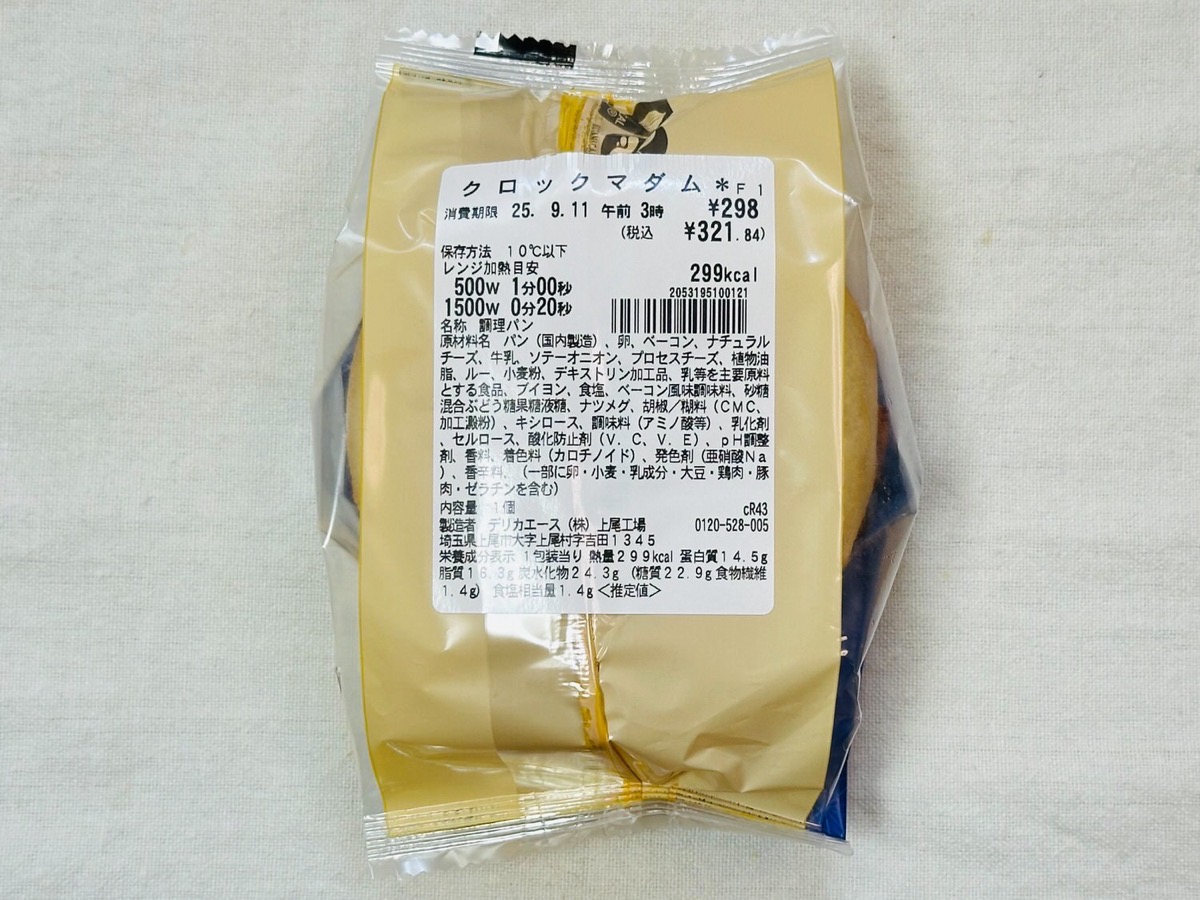 クロックマダム＊F1
消費期限 25. 9.11 午前 3時 ¥298
(税込 ¥321.84)
保存方法 10℃以下
レンジ加熱目安 299kcal
500W 1分00秒 2053195100121
1500W 0分20秒
名称 調理パン
原材料名 パン（国内製造）、卵、ベーコン、ナチュラル
チーズ、牛乳、ソテーオニオン、プロセスチーズ、植物油
脂、ルー、小麦粉、デキストリン加工品、乳等を主要原料
とする食品、ブイヨン、食塩、ベーコン風味調味料、砂糖
混合ぶどう糖果糖液糖、ナツメグ、胡椒／糊料（CMC、
加工澱粉）、キシロース、調味料（アミノ酸等）、乳化剤
、セルロース、酸化防止剤（V．C、V．E）、pH調整
剤、香料、着色料（カロチノイド）、発色剤（亜硝酸Na
）、香辛料、（一部に卵・小麦・乳成分・大豆・鶏肉・豚
肉・ゼラチンを含む）
内容量 1個 cR43
製造者 デリカエース（株）上尾工場 0120-528-005
埼玉県上尾市大字上尾村字吉田1345
栄養成分表示 1包装当り 熱量299kcal 蛋白質14.5g
脂質16.3g 炭水化物24.3g （糖質22.9g 食物繊維
1.4g） 食塩相当量1.4g＜推定値＞